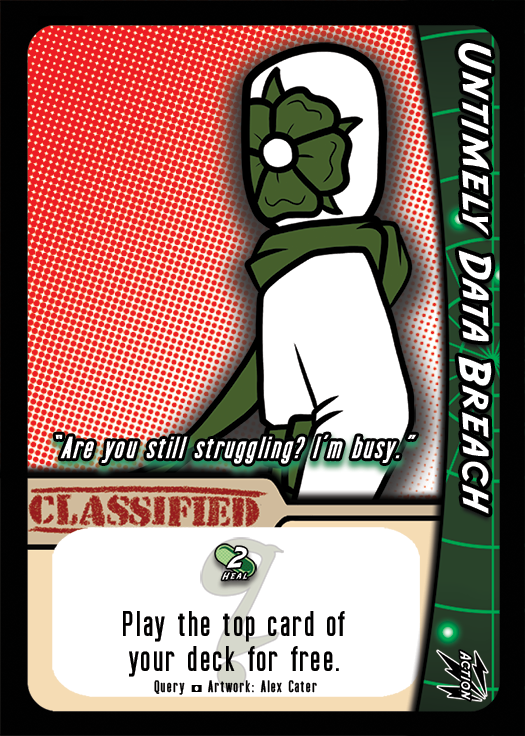 UNTIMELY DATA BREACH
"Are you still struggling? I'm busy."
CLASSIFIED
2
HEAL
Play the top card of
your deck for free.
Query Artwork: Alex Cater
ACTION